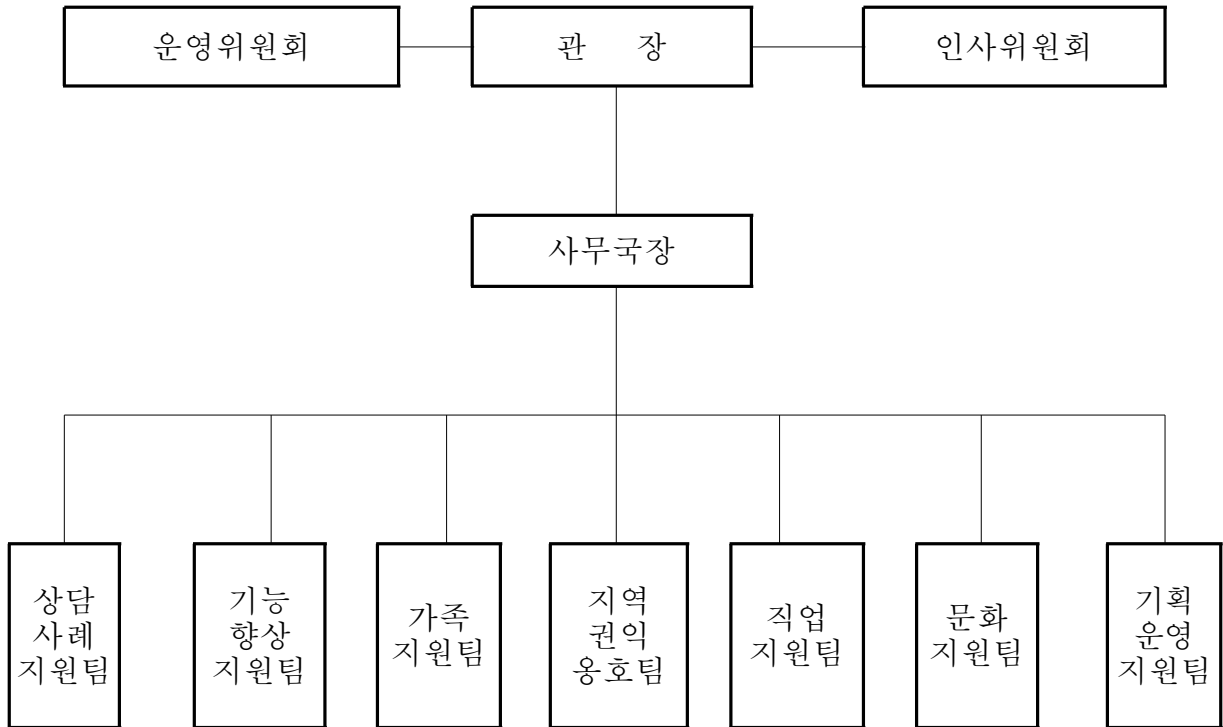 운영위원회
관 장
인사위원회
사무국장
상담
사례
지원팀
기능
향상
지원팀
가족
지원팀
지역
권익
옹호팀
직업
지원팀
문화
지원팀
기획
운영
지원팀